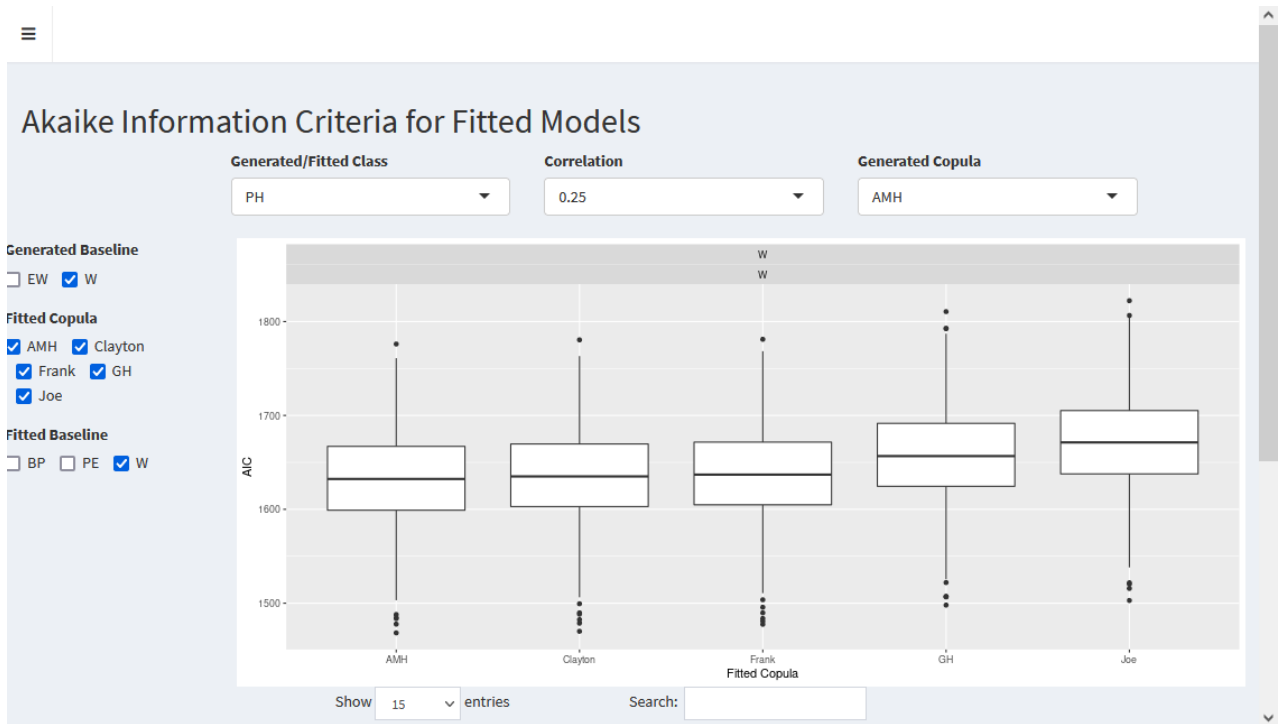 Akaike Information Criteria for Fitted Models
Generated/Fitted Class Correlation Generated Copula
PH 0.25 AMH
Generated Baseline
EW W
Fitted Copula
AMH Clayton
Frank GH
Joe
Fitted Baseline
BP PE W
W
W
AIC
1800
1700
1600
1500
AMH Clayton Frank GH Joe
Fitted Copula
Show 15 entries Search: